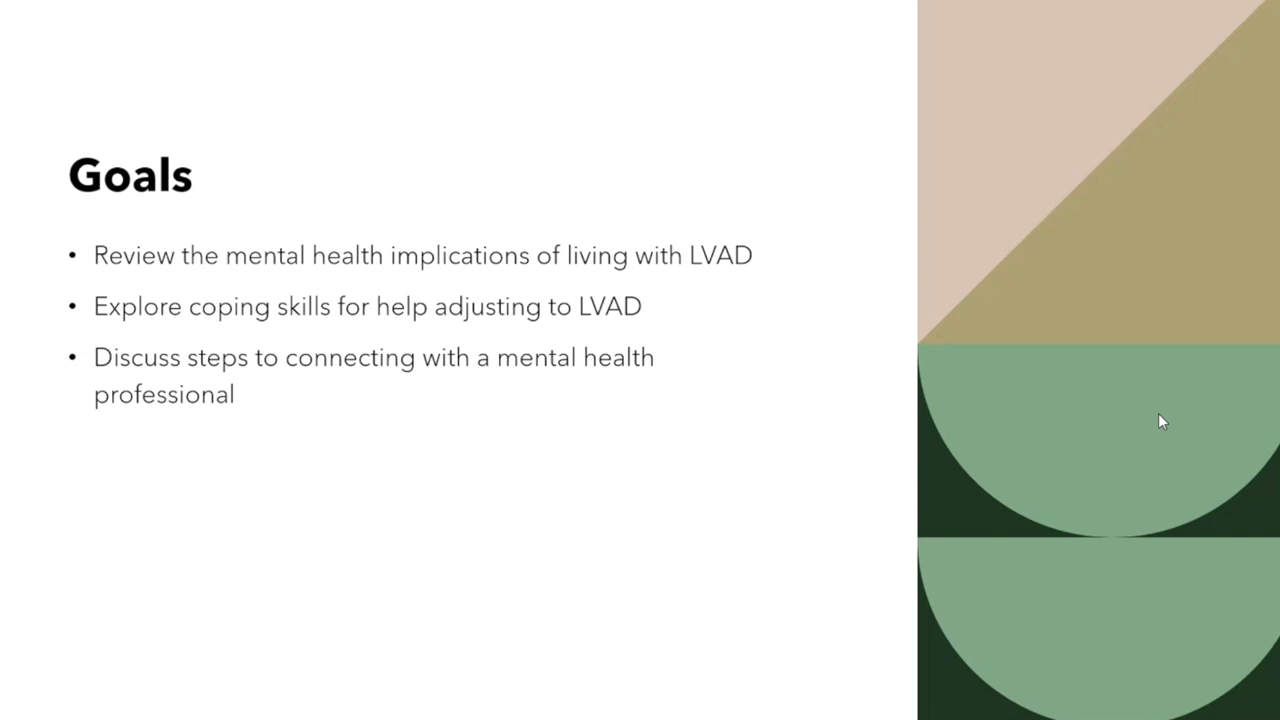 Goals
• Review the mental health implications of living with LVAD
• Explore coping skills for help adjusting to LVAD
• Discuss steps to connecting with a mental health
professional